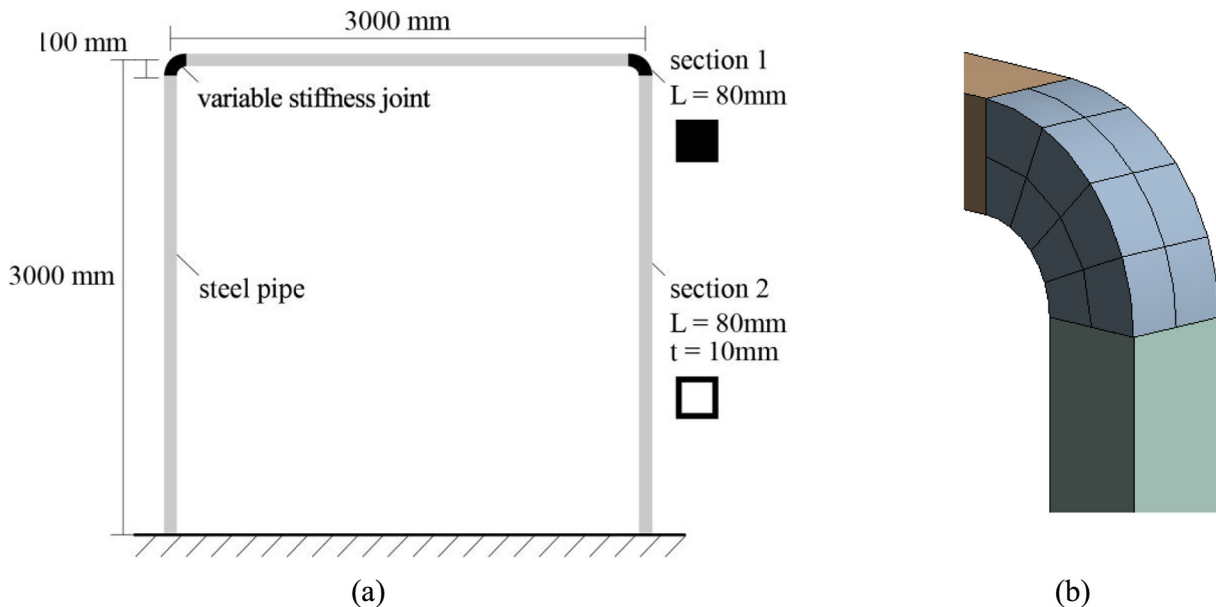 3000 mm
100 mm
section 1
L = 80mm
variable stiffness joint
3000 mm
steel pipe
section 2
L = 80mm
t = 10mm
(a)
(b)